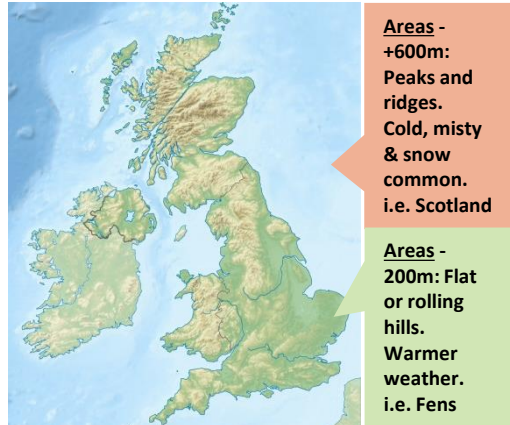 Areas -
+600m:
Peaks and
ridges.
Cold, misty
& snow
common.
i.e. Scotland
Areas -
200m: Flat
or rolling
hills.
Warmer
weather.
i.e. Fens